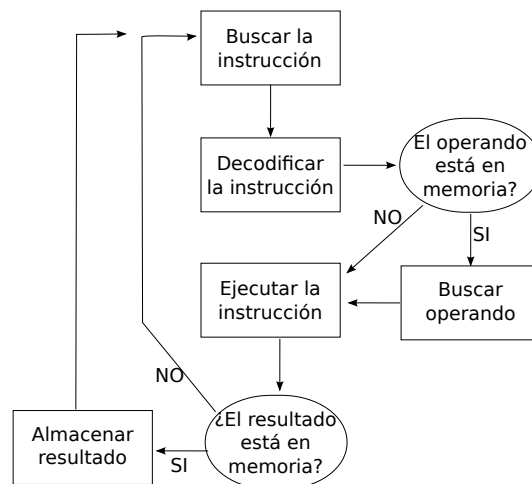 Buscar la
instrucción
Decodificar
la instrucción
El operando
está en
memoria?
NO
SI
Ejecutar la
instrucción
Buscar
operando
NO
¿El resultado
está en
memoria?
SI
Almacenar
resultado